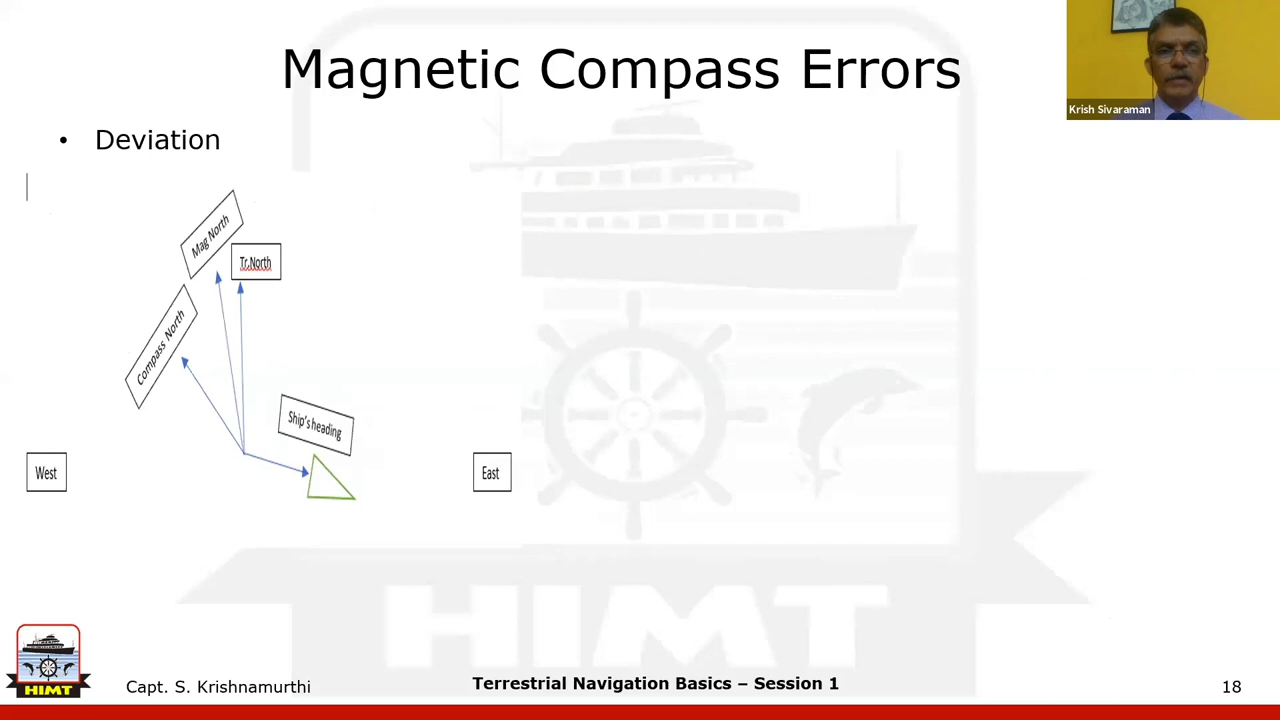 Magnetic Compass Errors
Krish Sivaraman
• Deviation
Mag North
Tr.North
Compass North
Ship's heading
West
East
HIMT
HIMT
Capt. S. Krishnamurthi
Terrestrial Navigation Basics – Session 1
18